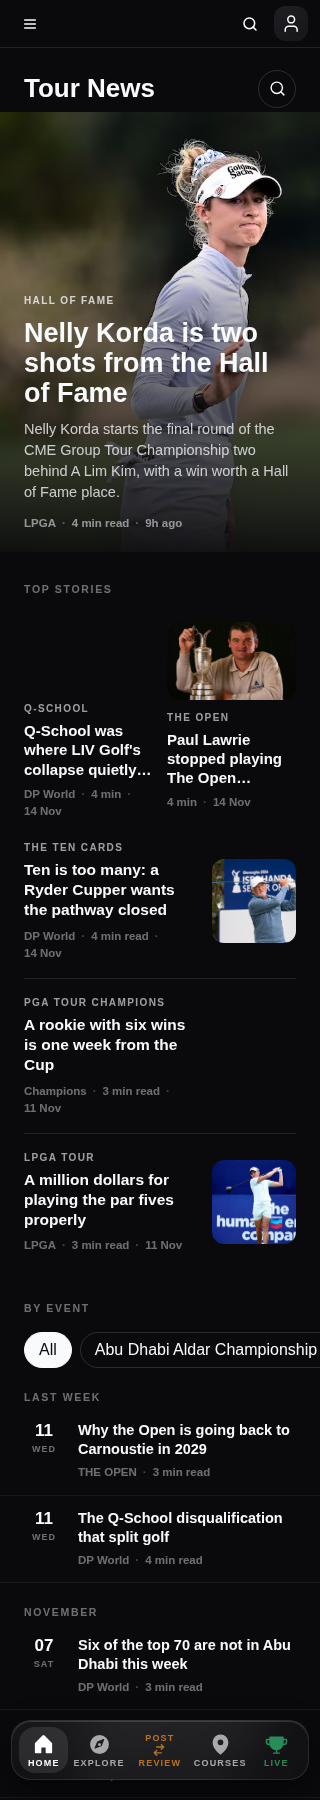 Tour News
Goldman
Sachs
HALL OF FAME
Nelly Korda is two
shots from the Hall
of Fame
Nelly Korda starts the final round of the
CME Group Tour Championship two
behind A Lim Kim, with a win worth a Hall
of Fame place.
LPGA · 4 min read · 9h ago
TOP STORIES
Q-SCHOOL
Q-School was
where LIV Golf's
collapse quietly…
DP World · 4 min ·
14 Nov
THE OPEN
Paul Lawrie
stopped playing
The Open…
4 min · 14 Nov
THE TEN CARDS
Ten is too many: a
Ryder Cupper wants
the pathway closed
DP World · 4 min read ·
14 Nov
PGA TOUR CHAMPIONS
A rookie with six wins
is one week from the
Cup
Champions · 3 min read ·
11 Nov
LPGA TOUR
A million dollars for
playing the par fives
properly
LPGA · 3 min read · 11 Nov
the
BY EVENT
All
Abu Dhabi Aldar Championship
LAST WEEK
11
WED
Why the Open is going back to
Carnoustie in 2029
THE OPEN · 3 min read
11
WED
The Q-School disqualification
that split golf
DP World · 4 min read
NOVEMBER
07
SAT
Six of the top 70 are not in Abu
Dhabi this week
DP World · 3 min read
HOME
EXPLORE
POST
REVIEW
COURSES
LIVE